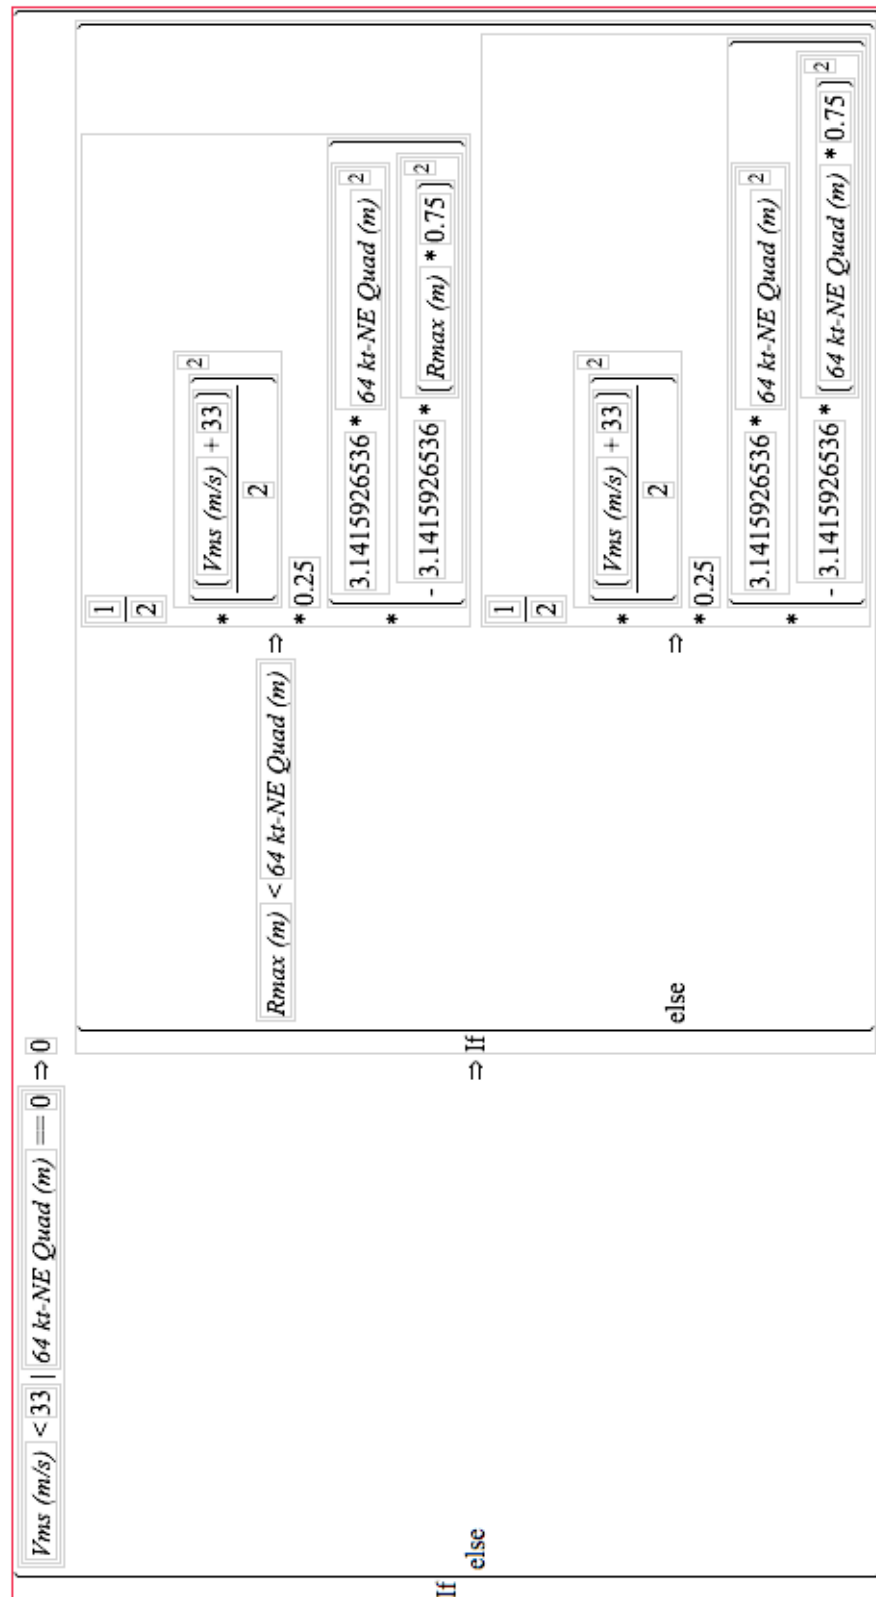 Vms (m/s) < 33 | 64 kt-NE Quad (m) == 0 ⇒ 0
If
else ⇒ If
Rmax (m) < 64 kt-NE Quad (m) ⇒
1
2
* ( ( Vms (m/s) + 33 )
2 ) 2
* 0.25
* ( 3.1415926536 * 64 kt-NE Quad (m) 2
- 3.1415926536 * ( Rmax (m) * 0.75 ) 2 )
else ⇒
1
2
* ( ( Vms (m/s) + 33 )
2 ) 2
* 0.25
* ( 3.1415926536 * 64 kt-NE Quad (m) 2
- 3.1415926536 * ( 64 kt-NE Quad (m) * 0.75 ) 2 )